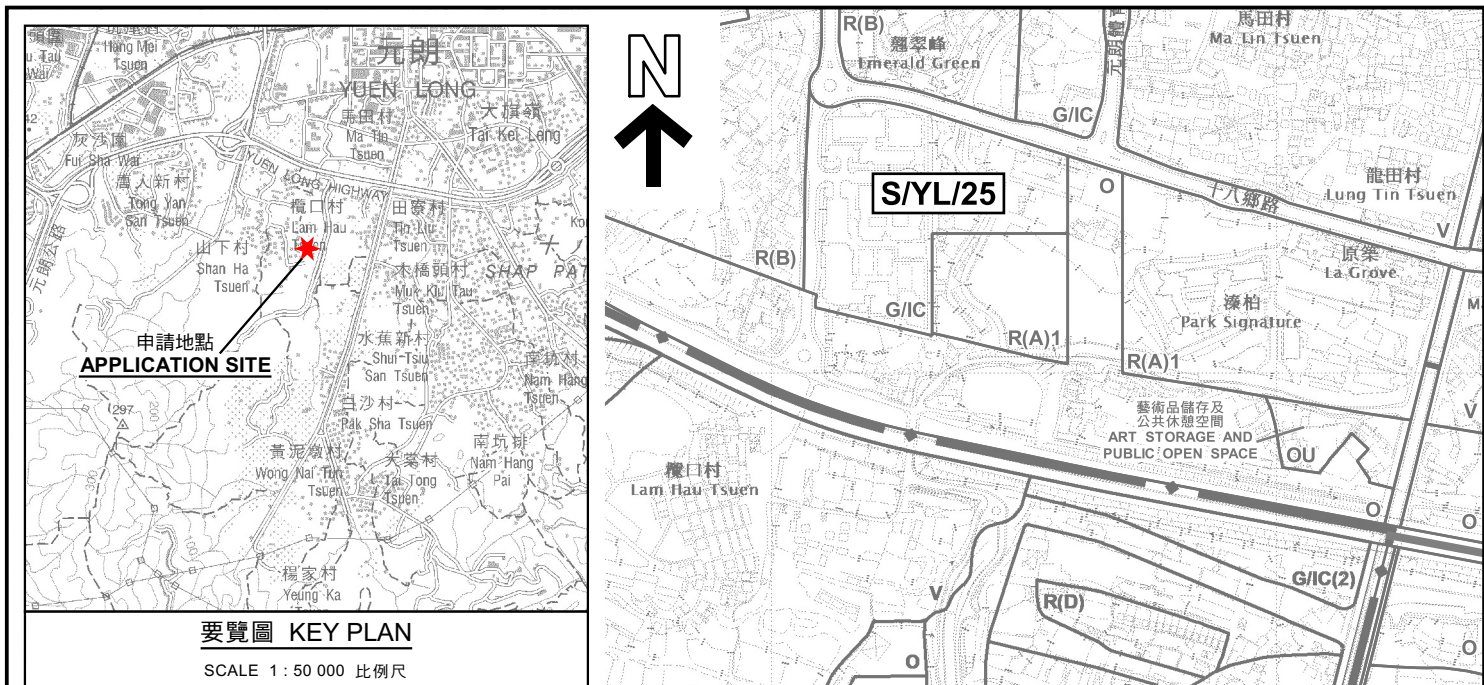 元朗
YUEN LONG
Hung Mei
Tsuen
馬田村
Ma Tin
Tsuen
大旗嶺
Tai Kei Leng
灰沙圍
Fui Sha Wai
YUEN LONG HIGHWAY
唐人新村
Tong Yan
San Tsuen
欖口村
Lam Hau
田寮村
Tin Liu
Tsuen
山下村
Shan Ha
Tsuen
元朗公路
木橋頭村
Muk Kiu Tau
Tsuen
SHAP PAT
申請地點
APPLICATION SITE
水蕉新村
Shui Tsiu
San Tsuen
南坑村
Nam Hang
Tsuen
白沙村
Pak Sha Tsuen
297
200
黃泥墩村
Wong Nai Tun
Tsuen
大棠村
Tai Tong
Tsuen
南坑排
Nam Hang
Pai
楊家村
Yeung Ka
要覽圖 KEY PLAN
SCALE 1 : 50 000 比例尺
N
R(B)
翹翠峰
Emerald Green
G/IC
馬田村
Ma Tin Tsuen
S/YL/25
O
十八鄉路
龍田村
Lung Tin Tsuen
V
原築
La Grove
R(B)
G/IC
R(A)1
溱柏
Park Signature
R(A)1
藝術品儲存及
公共休憩空間
ART STORAGE AND
PUBLIC OPEN SPACE
OU
V
欖口村
Lam Hau Tsuen
O
O
V
R(D)
G/IC(2)
O
O